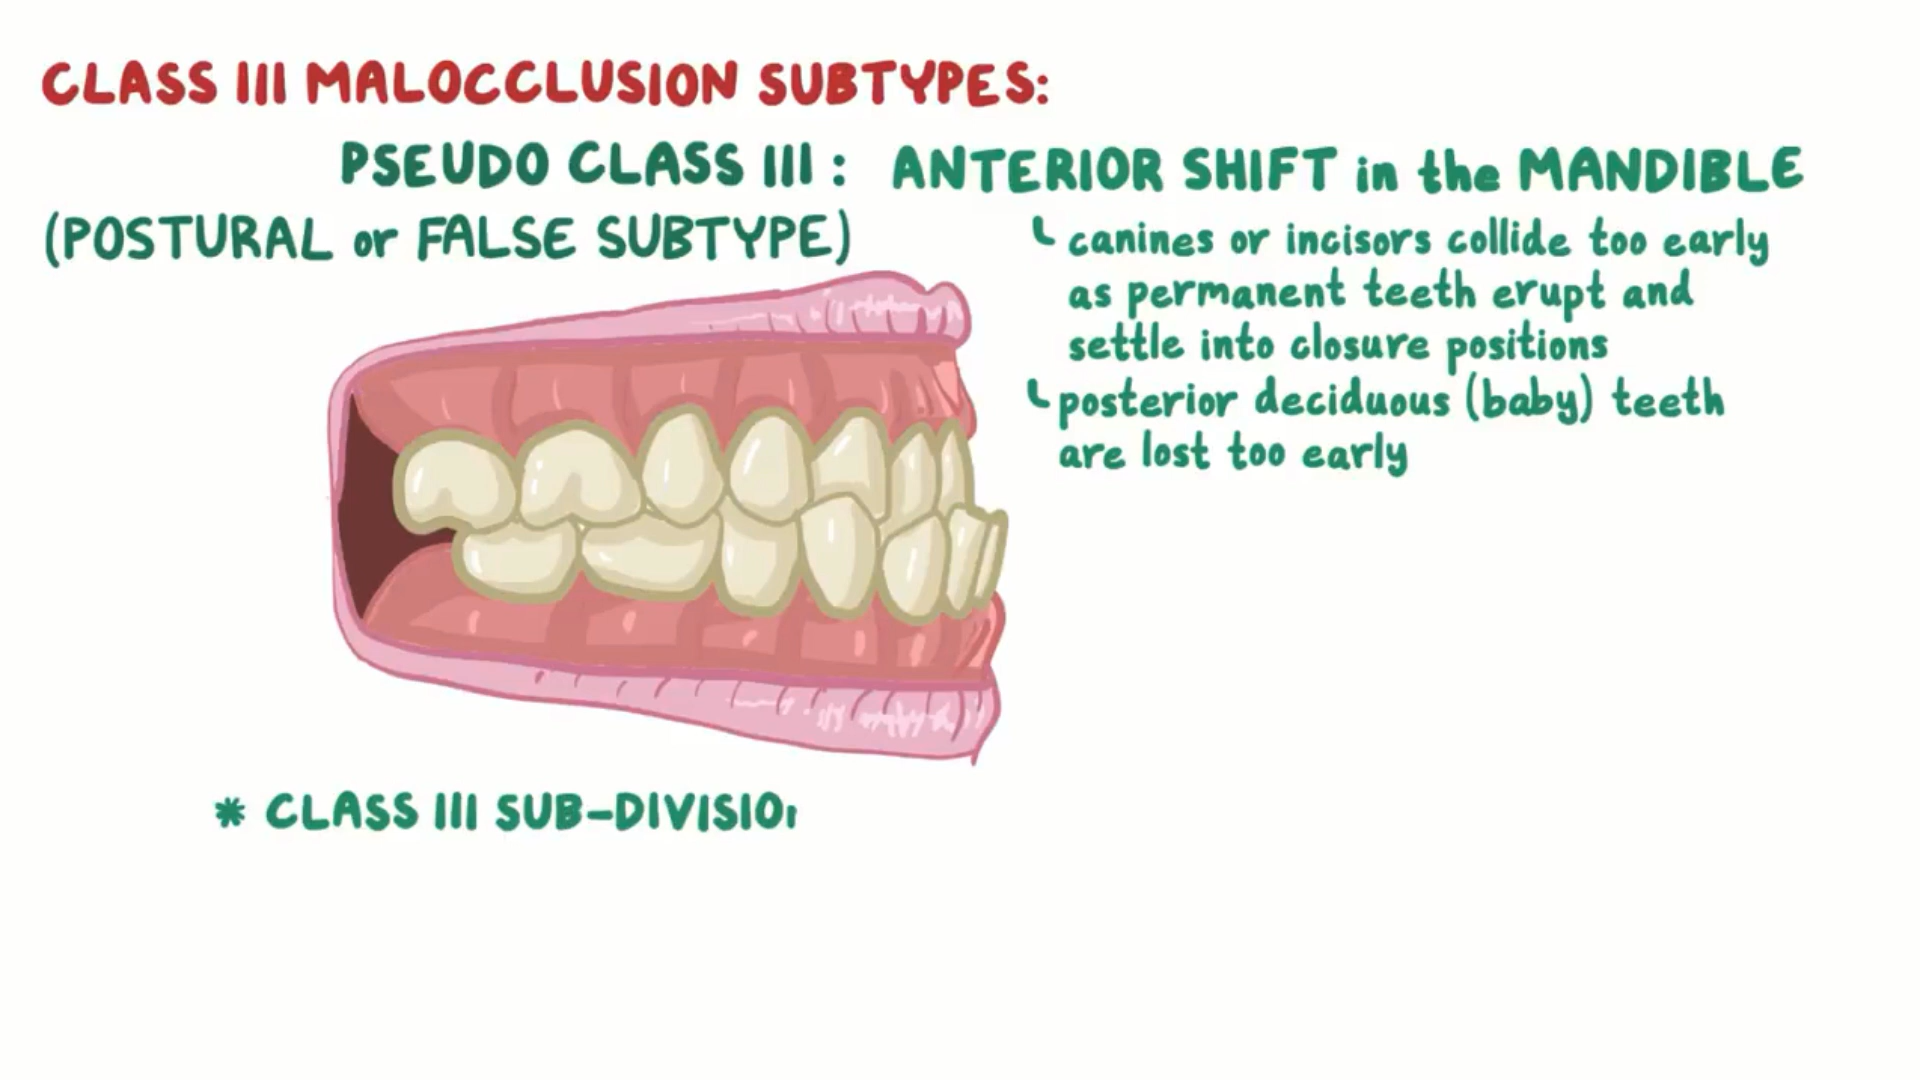 CLASS III MALOCCLUSION SUBTYPES:
PSEUDO CLASS III : ANTERIOR SHIFT in the MANDIBLE
(POSTURAL or FALSE SUBTYPE)
canines or incisors collide too early
as permanent teeth erupt and
settle into closure positions
posterior deciduous (baby) teeth
are lost too early
* CLASS III